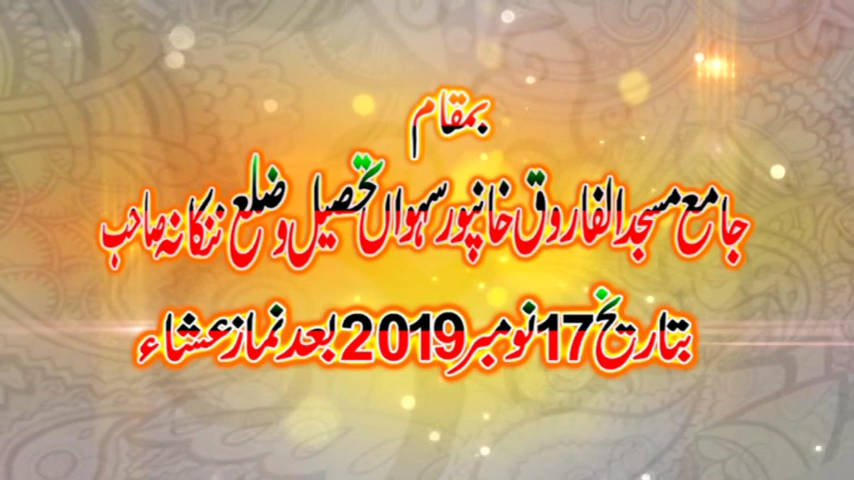 بمقام
جامع مسجد الفاروق خانپور سہواں تحصیل و ضلع ننکانہ صاحب
بتاریخ 17 نومبر 2019 بعد نماز عشاء